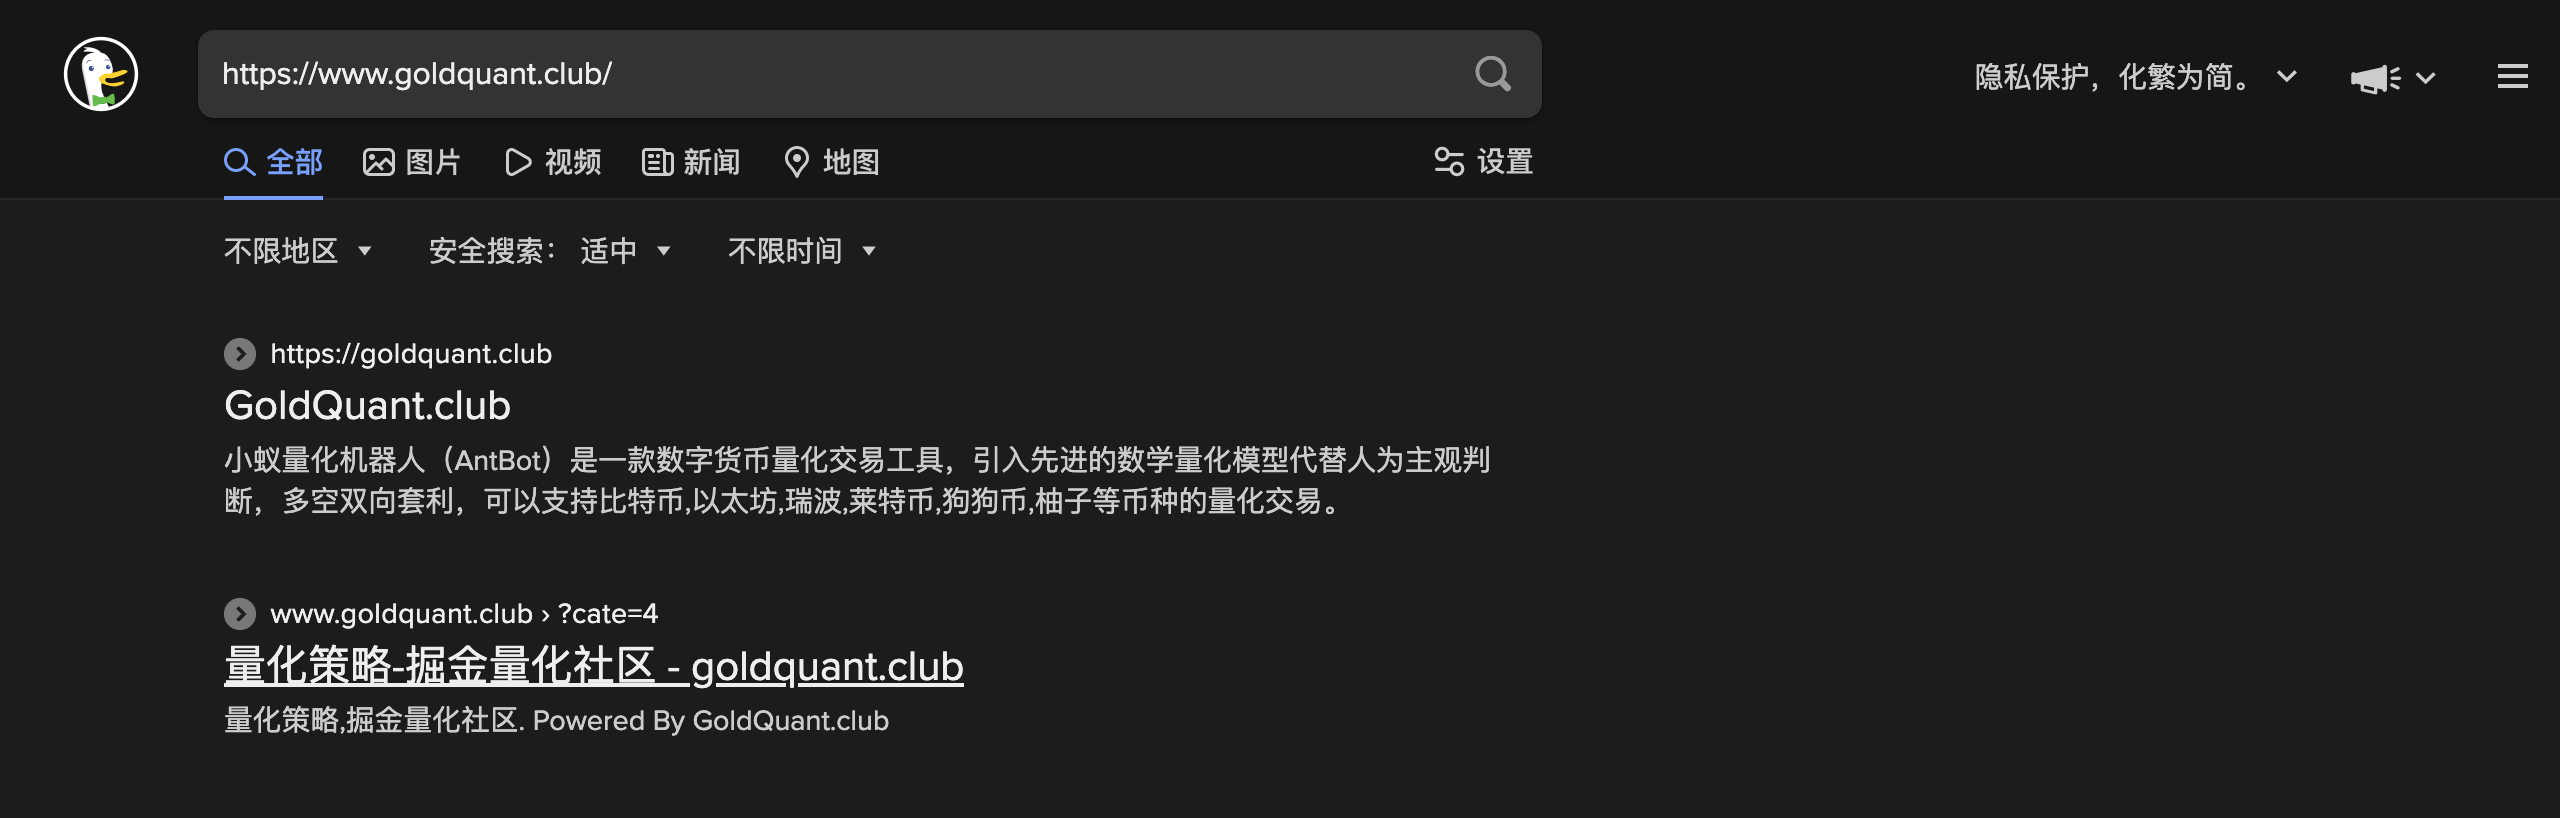 https://www.goldquant.club/
隐私保护，化繁为简。
全部 图片 视频 新闻 地图 设置
不限地区 安全搜索： 适中 不限时间
https://goldquant.club
GoldQuant.club
小蚁量化机器人（AntBot）是一款数字货币量化交易工具，引入先进的数学量化模型代替人为主观判
断，多空双向套利，可以支持比特币,以太坊,瑞波,莱特币,狗狗币,柚子等币种的量化交易。
www.goldquant.club › ?cate=4
量化策略-掘金量化社区 - goldquant.club
量化策略,掘金量化社区. Powered By GoldQuant.club